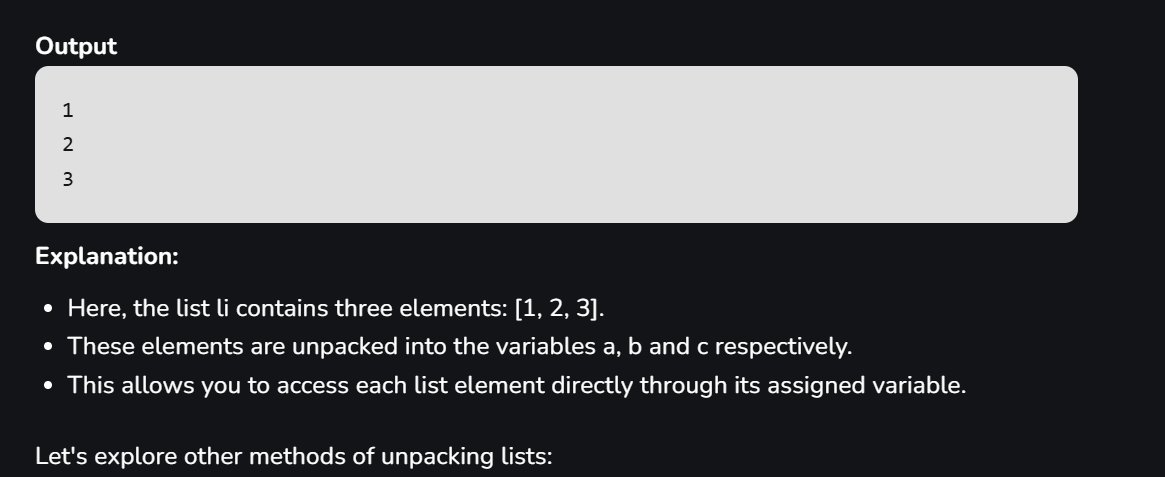 Output
1
2
3
Explanation:
• Here, the list li contains three elements: [1, 2, 3].
• These elements are unpacked into the variables a, b and c respectively.
• This allows you to access each list element directly through its assigned variable.
Let's explore other methods of unpacking lists: